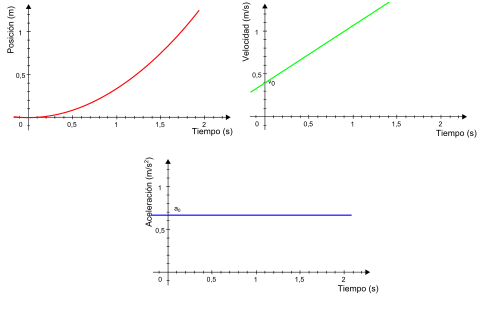 Posición (m)
1
0,5
0
0,5
1
1,5
2
Tiempo (s)
Velocidad (m/s)
1
0,5
v0
0
0,5
1
1,5
2
Tiempo (s)
Aceleración (m/s²)
1
a₀
0,5
0
0,5
1
1,5
2
Tiempo (s)